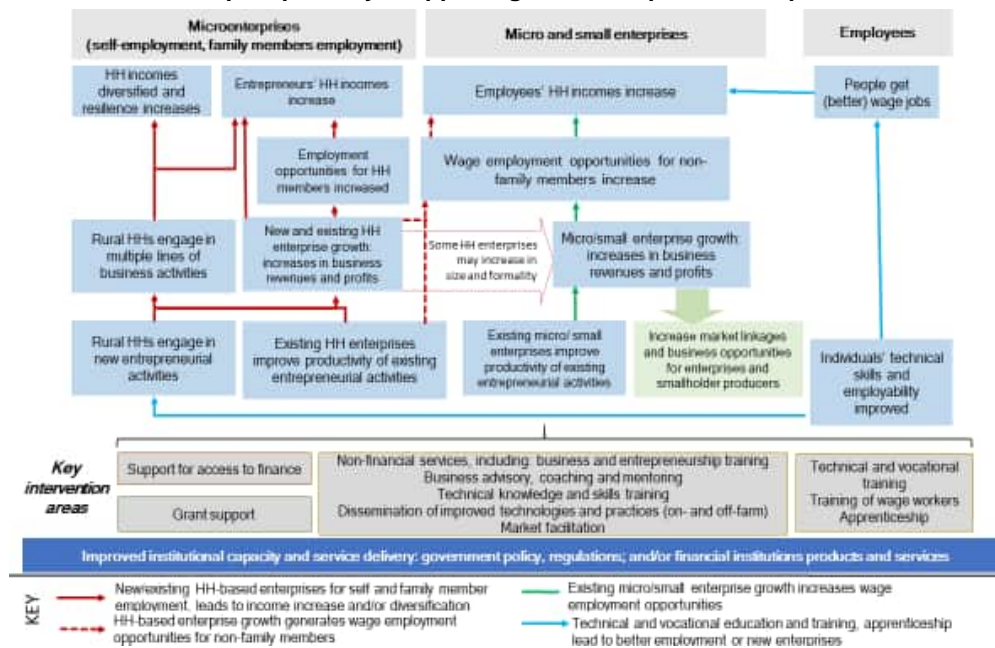 Microenterprises
(self-employment, family members employment)
Micro and small enterprises
Employees
HH incomes
diversified and
resilience increases
Entrepreneurs' HH incomes
increase
Employees' HH incomes increase
People get
(better) wage jobs
Employment
opportunities for HH
members increased
Wage employment opportunities for non-
family members increase
Rural HHs engage in
multiple lines of
business activities
New and existing HH
enterprise growth:
increases in business
revenues and profits
Some HH enterprises
may increase in
size and formality
Micro/small enterprise growth:
increases in business
revenues and profits
Rural HHs engage in
new entrepreneurial
activities
Existing HH enterprises
improve productivity of existing
entrepreneurial activities
Existing micro/ small
enterprises improve
productivity of existing
entrepreneurial activities
Increase market linkages
and business opportunities
for enterprises and
smallholder producers
Individuals' technical
skills and
employability
improved
Key
intervention
areas
Support for access to finance
Grant support
Non-financial services, including: business and entrepreneurship training
Business advisory, coaching and mentoring
Technical knowledge and skills training
Dissemination of improved technologies and practices (on- and off-farm)
Market facilitation
Technical and vocational
training
Training of wage workers
Apprenticeship
Improved institutional capacity and service delivery: government policy, regulations; and/or financial institutions products and services
KEY
New/existing HH-based enterprises for self and family member
employment, leads to income increase and/or diversification
HH-based enterprise growth generates wage employment
opportunities for non-family members
Existing micro/small enterprise growth increases wage
employment opportunities
Technical and vocational education and training, apprenticeship
lead to better employment or new enterprises